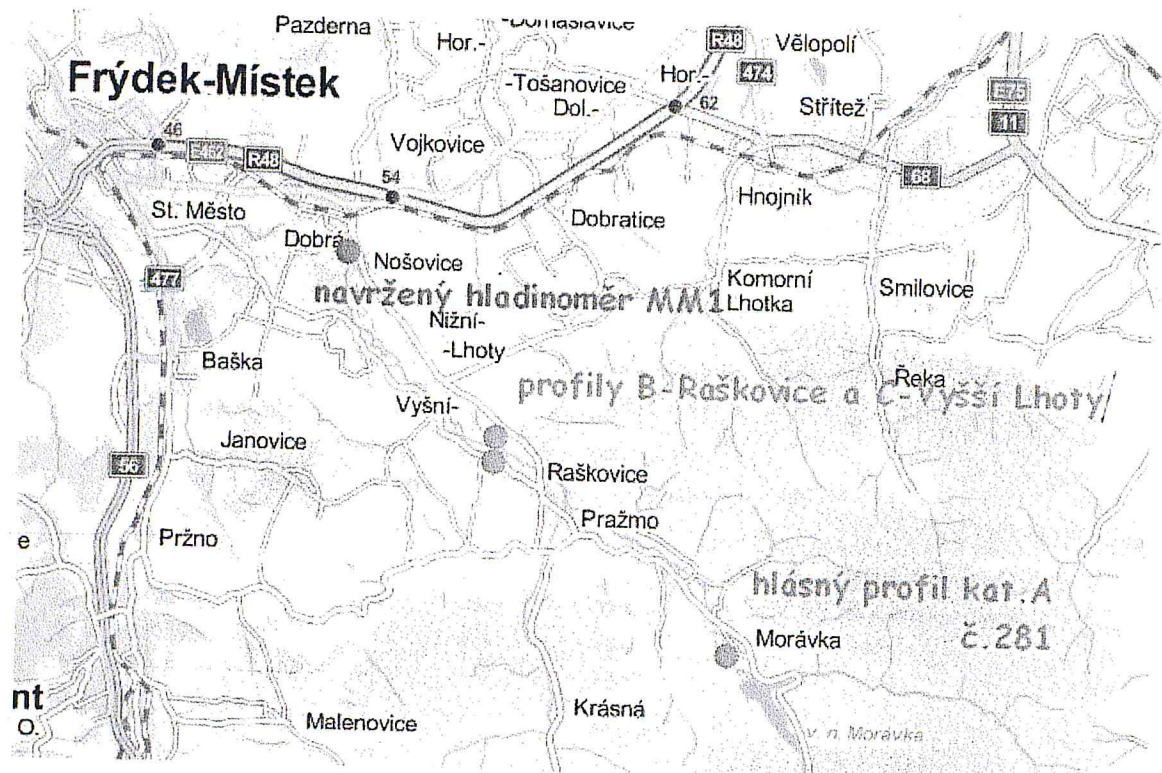 Pazderna
-Domaslavice
Hor.-
R48
Vělopolí
Frýdek-Místek
-Tošanovice
Hor.-
474
Dol.-
62
Střítež
E75
11
46
E462
R48
Vojkovice
54
68
Hnojník
St. Město
Dobratice
Dobrá
Nošovice
477
Komorní
Lhotka
Smilovice
navržený hladinoměr MM1
Nižní-
-Lhoty
Baška
Řeka
profily B-Raškovice a C-Vyšší Lhoty
Vyšní-
Janovice
56
Raškovice
Pražmo
e
Pržno
hlásný profil kat.A
č.281
Morávka
nt
o.
Malenovice
Krásná
v. n. Morávka